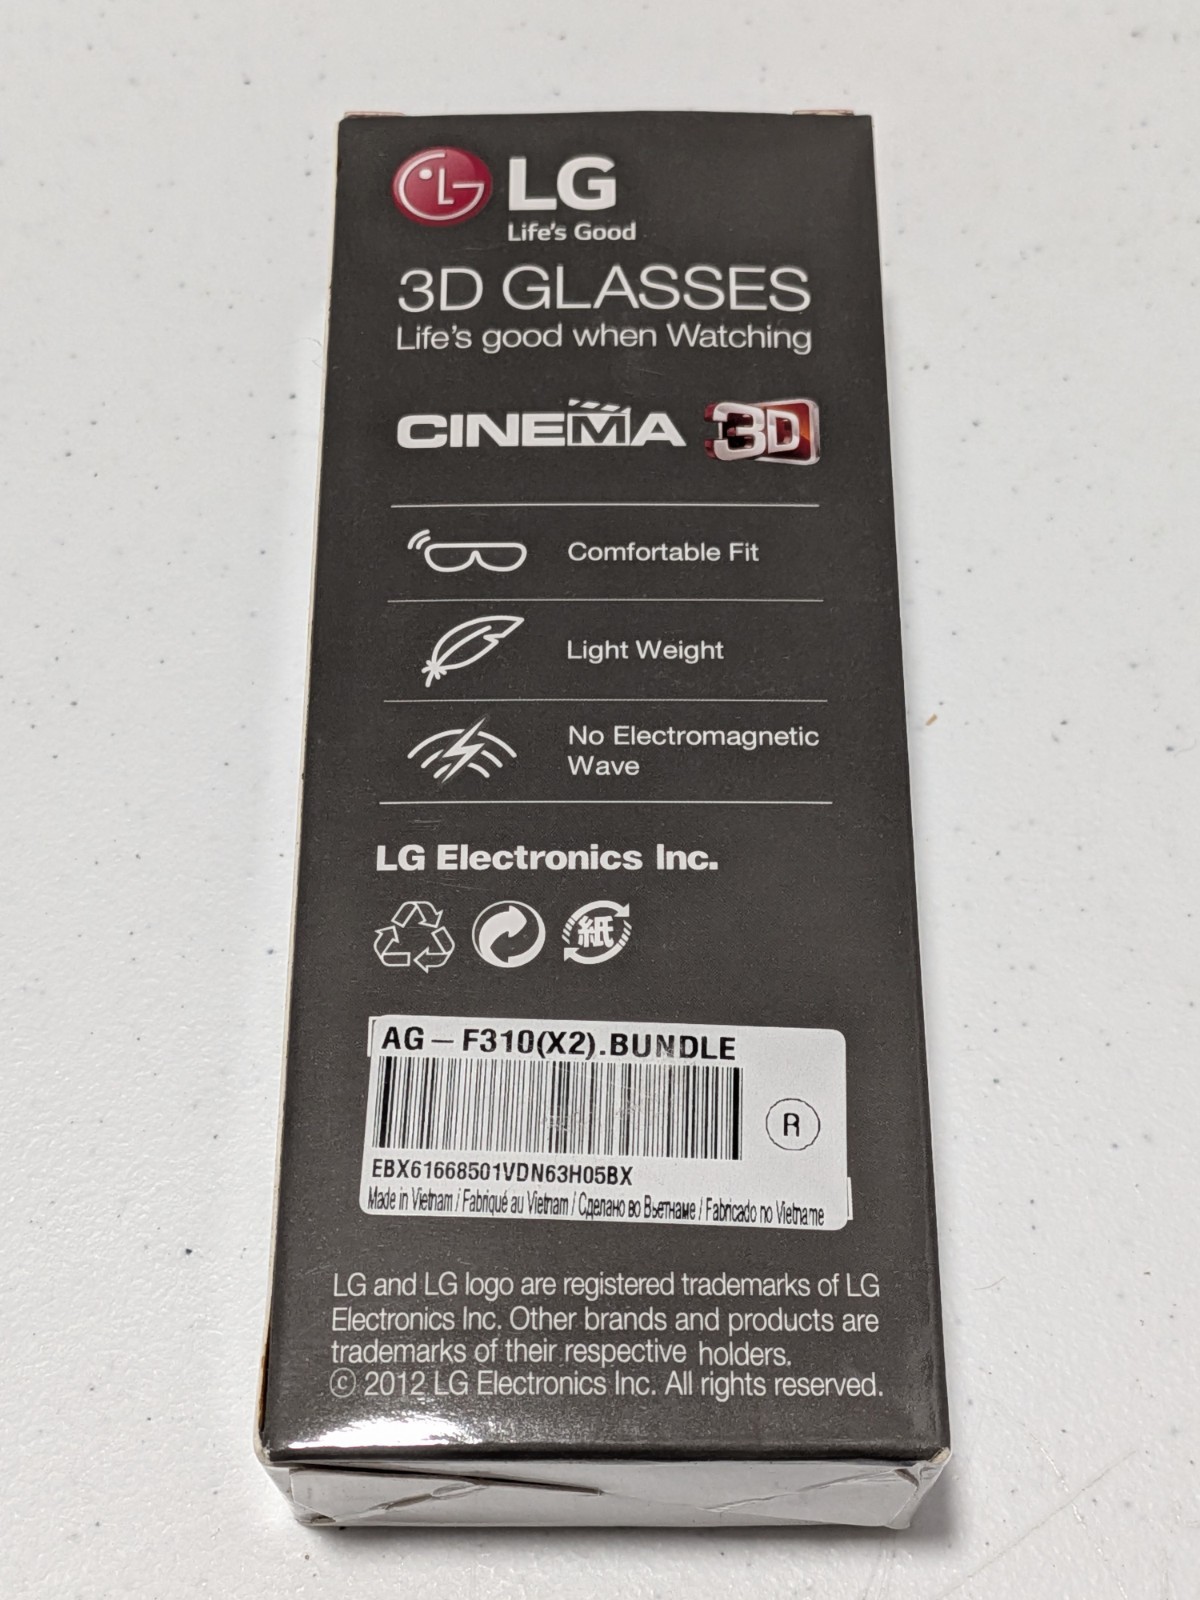 LG
Life's Good
3D GLASSES
Life's good when Watching
CINEMA 3D
Comfortable Fit
Light Weight
No Electromagnetic
Wave
LG Electronics Inc.
紙
AG-F310(X2).BUNDLE
R
EBX61668501VDN63H05BX
Made in Vietnam / Fabriqué au Vietnam / Сделано во Вьетнаме / Fabricado no Vietname
LG and LG logo are registered trademarks of LG
Electronics Inc. Other brands and products are
trademarks of their respective holders.
© 2012 LG Electronics Inc. All rights reserved.